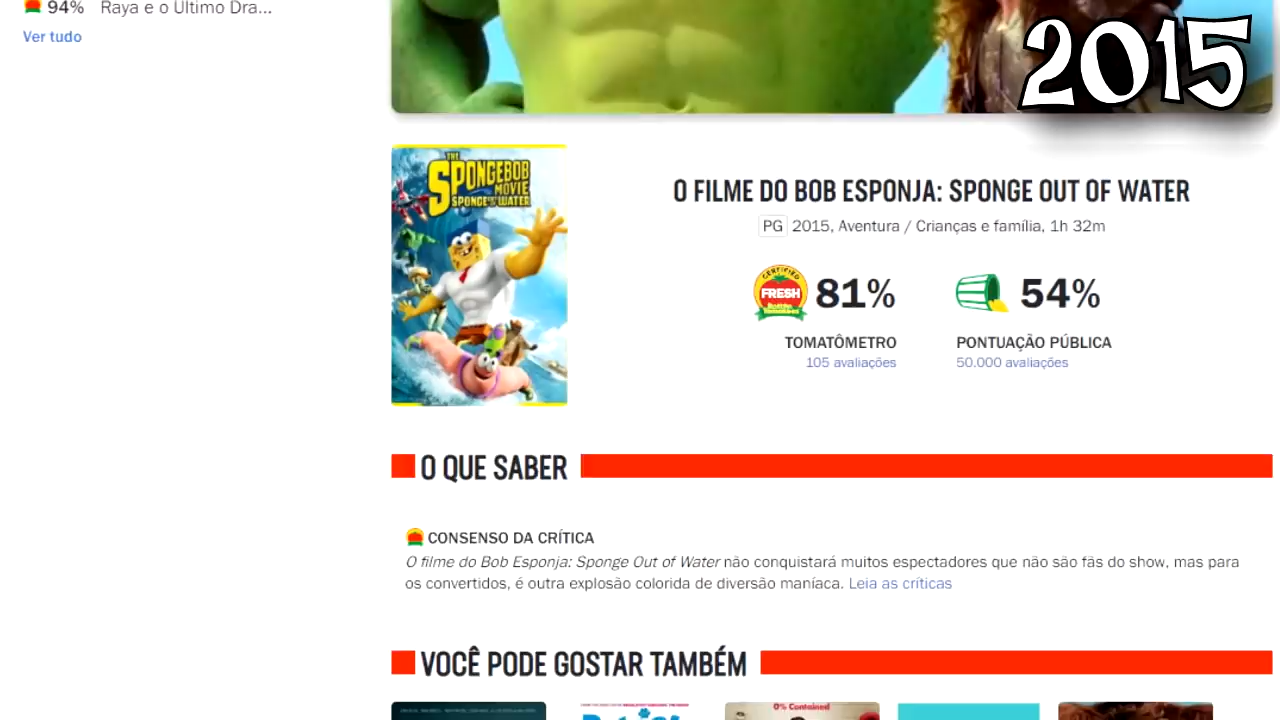 94% Raya e o Último Dra...
Ver tudo
2015
THE
SPONGEBOB
MOVIE
SPONGE OUT OF WATER
O FILME DO BOB ESPONJA: SPONGE OUT OF WATER
PG 2015, Aventura / Crianças e família, 1h 32m
CERTIFIED
FRESH
Rotten
Tomatoes
81%
54%
TOMATÔMETRO
PONTUAÇÃO PÚBLICA
105 avaliações
50.000 avaliações
O QUE SABER
CONSENSO DA CRÍTICA
O filme do Bob Esponja: Sponge Out of Water não conquistará muitos espectadores que não são fãs do show, mas para
os convertidos, é outra explosão colorida de diversão maníaca. Leia as críticas
VOCÊ PODE GOSTAR TAMBÉM
0% Contained